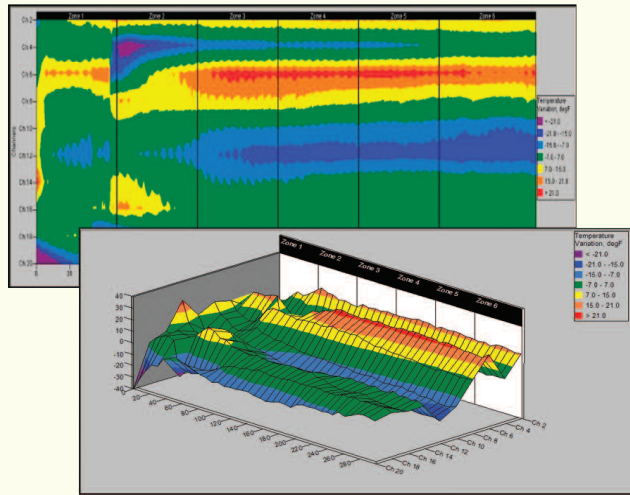 Zone 1 Zone 2 Zone 3 Zone 4 Zone 5 Zone 6
Ch 2
Ch 4
Ch 6
Ch 8
Ch 10
Ch 12
Ch 14
Ch 16
Ch 18
Ch 20
Channels
0
Temperature
Variation, degF
< -21.0
-21.0 - -15.0
-15.0 - -7.0
-7.0 - 7.0
7.0 - 15.0
15.0 - 21.0
> 21.0
Zone 1 Zone 2 Zone 3 Zone 4 Zone 5 Zone 6
Temperature
Variation, degF
< -21.0
-21.0 - -15.0
-15.0 - -7.0
-7.0 - 7.0
7.0 - 15.0
15.0 - 21.0
> 21.0
40
30
20
10
0
-10
-20
-30
-40
0 20 40 60 80 100 120 140 160 180 200 220 240 260 280
Ch 2
Ch 4
Ch 6
Ch 8
Ch 10
Ch 12
Ch 14
Ch 16
Ch 18
Ch 20